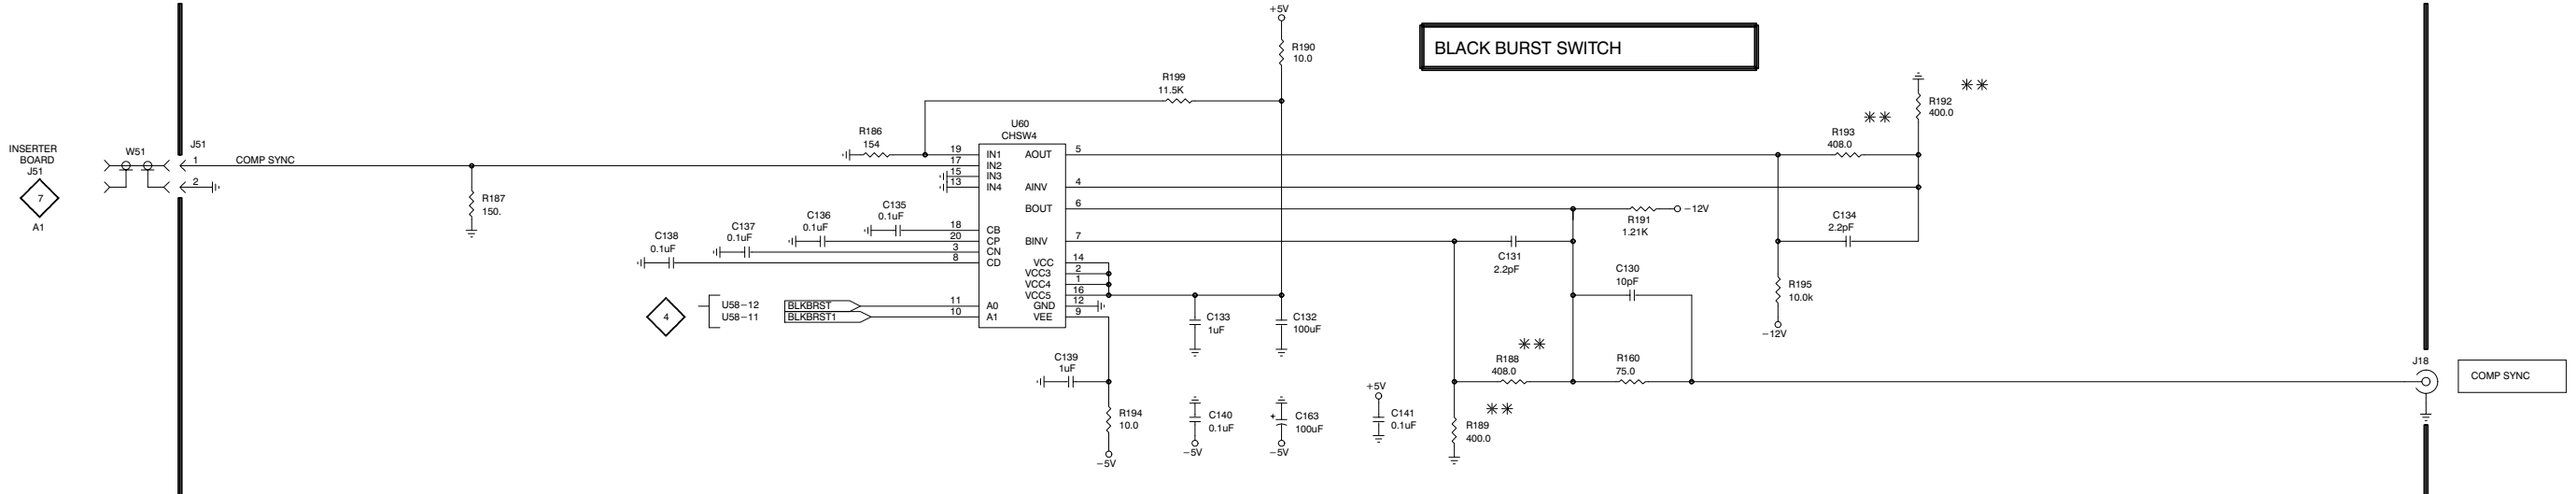 BLACK BURST SWITCH
+5V
R190
10.0
R199
11.5K
R192
400.0
**
**
R193
408.0
INSERTER
BOARD
J51
7
A1
W51
J51
1
2
COMP SYNC
R187
150.
R186
154
U60
CHSW4
19 IN1
17 IN2
15 IN3
13 IN4
18 CB
20 CP
3 CN
8 CD
11 A0
10 A1
AOUT 5
AINV 4
BOUT 6
BINV 7
VCC 14
VCC3 2
VCC4 1
VCC5 16
GND 12
VEE 9
C135
0.1uF
C136
0.1uF
C137
0.1uF
C138
0.1uF
4
U58-12
U58-11
BLKBRST
BLKBRST1
R191
1.21K
-12V
C134
2.2pF
C131
2.2pF
C130
10pF
R195
10.0k
-12V
C133
1uF
C132
100uF
C139
1uF
R194
10.0
-5V
C140
0.1uF
-5V
+
C163
100uF
-5V
+5V
C141
0.1uF
**
R188
408.0
R160
75.0
**
R189
400.0
J18
COMP SYNC